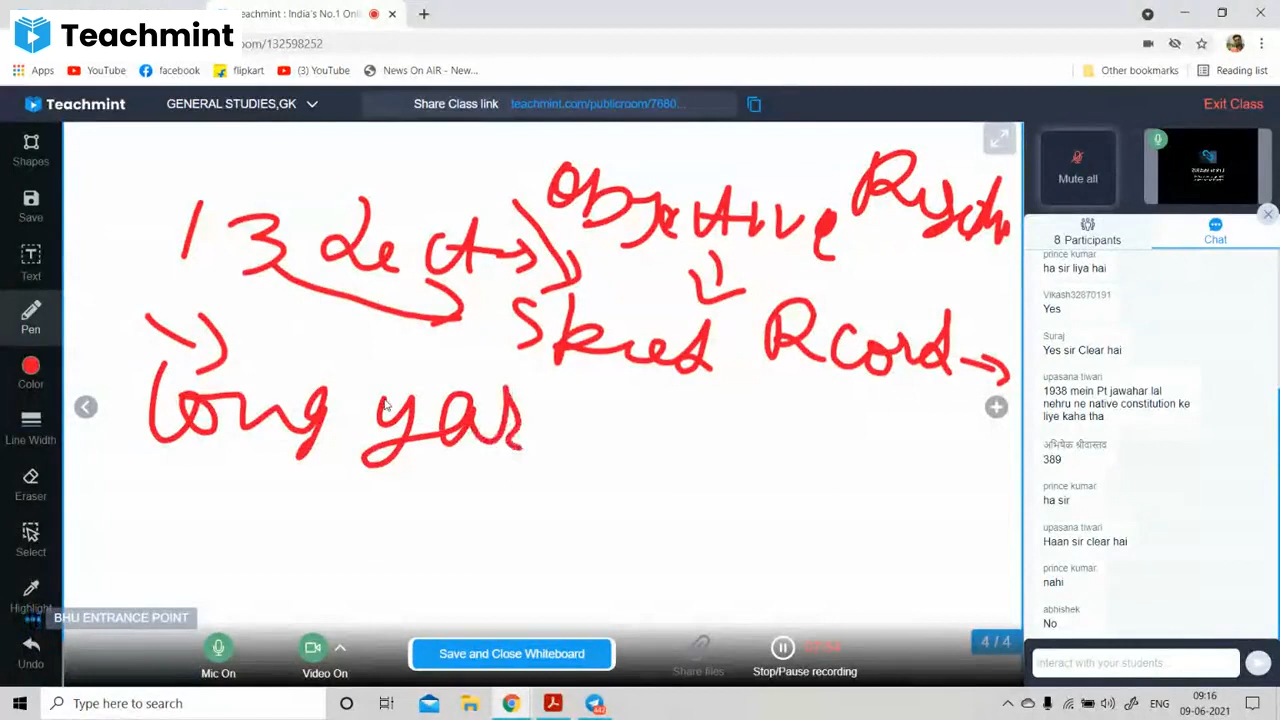 Teachmint
Teachmint : India's No.1 Onli
oom/132598252
Apps
YouTube
facebook
flipkart
(3) YouTube
News On AIR - New...
Other bookmarks
Reading list
Teachmint
GENERAL STUDIES,GK
Share Class link
teachmint.com/publicroom/7680...
Exit Class
Shapes
Save
Text
Pen
Color
Line Width
Eraser
Select
Highlight
Undo
Objective
13 Lect
Rcord
long yar
Mute all
8 Participants
Chat
prince kumar
ha sir liya hai
Vikash32870191
Yes
Suraj
Yes sir Clear hai
upasana tiwari
1938 mein Pt jawahar lal
nehru ne native constitution ke
liye kaha tha
अभिषेक श्रीवास्तव
389
prince kumar
ha sir
upasana tiwari
Haan sir clear hai
prince kumar
nahi
abhishek
No
Interact with your students...
BHU ENTRANCE POINT
Mic On
Video On
Save and Close Whiteboard
Share files
Stop/Pause recording
4 / 4
Type here to search
442
ENG
09:16
09-06-2021